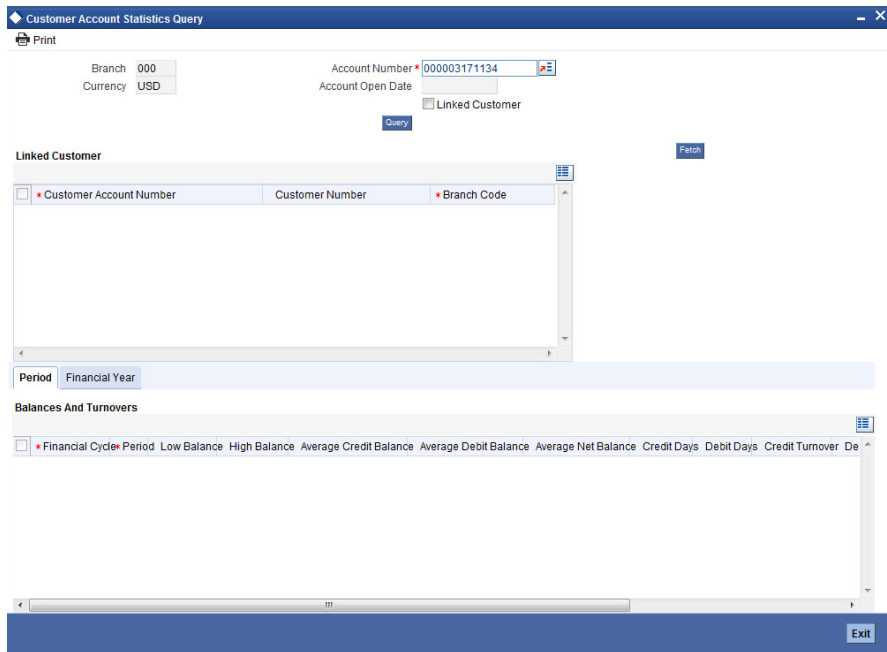 Customer Account Statistics Query
Print
Branch 000 Account Number * 000003171134
Currency USD Account Open Date
Linked Customer
Query
Fetch
Linked Customer
* Customer Account Number Customer Number * Branch Code
Period Financial Year
Balances And Turnovers
* Financial Cycle * Period Low Balance High Balance Average Credit Balance Average Debit Balance Average Net Balance Credit Days Debit Days Credit Turnover De
Exit